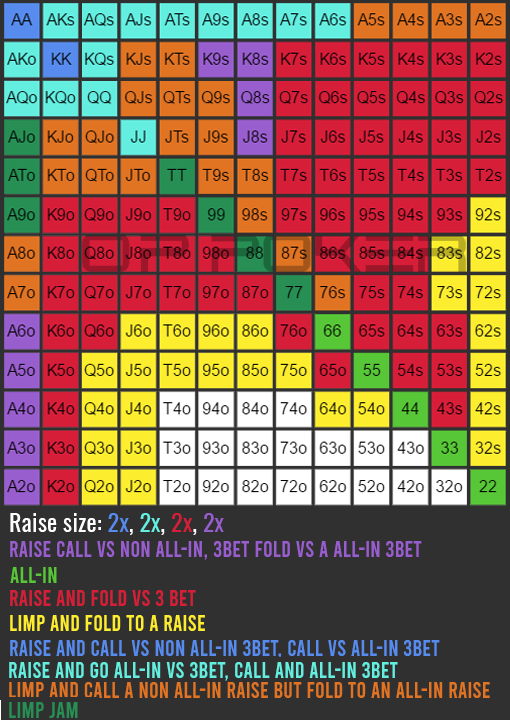 AA AKs AQs AJs ATs A9s A8s A7s A6s A5s A4s A3s A2s
AKo KK KQs KJs KTs K9s K8s K7s K6s K5s K4s K3s K2s
AQo KQo QQ QJs QTs Q9s Q8s Q7s Q6s Q5s Q4s Q3s Q2s
AJo KJo QJo JJ JTs J9s J8s J7s J6s J5s J4s J3s J2s
ATo KTo QTo JTo TT T9s T8s T7s T6s T5s T4s T3s T2s
A9o K9o Q9o J9o T9o 99 98s 97s 96s 95s 94s 93s 92s
A8o K8o Q8o J8o T8o 98o 88 87s 86s 85s 84s 83s 82s
POKER
A7o K7o Q7o J7o T7o 97o 87o 77 76s 75s 74s 73s 72s
A6o K6o Q6o J6o T6o 96o 86o 76o 66 65s 64s 63s 62s
A5o K5o Q5o J5o T5o 95o 85o 75o 65o 55 54s 53s 52s
A4o K4o Q4o J4o T4o 94o 84o 74o 64o 54o 44 43s 42s
A3o K3o Q3o J3o T3o 93o 83o 73o 63o 53o 43o 33 32s
A2o K2o Q2o J2o T2o 92o 82o 72o 62o 52o 42o 32o 22
Raise size: 2x, 2x, 2x, 2x
RAISE CALL VS NON ALL-IN, 3BET FOLD VS A ALL-IN 3BET
ALL-IN
RAISE AND FOLD VS 3 BET
LIMP AND FOLD TO A RAISE
RAISE AND CALL VS NON ALL-IN 3BET, CALL VS ALL-IN 3BET
RAISE AND GO ALL-IN VS 3BET, CALL AND ALL-IN 3BET
LIMP AND CALL A NON ALL-IN RAISE BUT FOLD TO AN ALL-IN RAISE
LIMP JAM